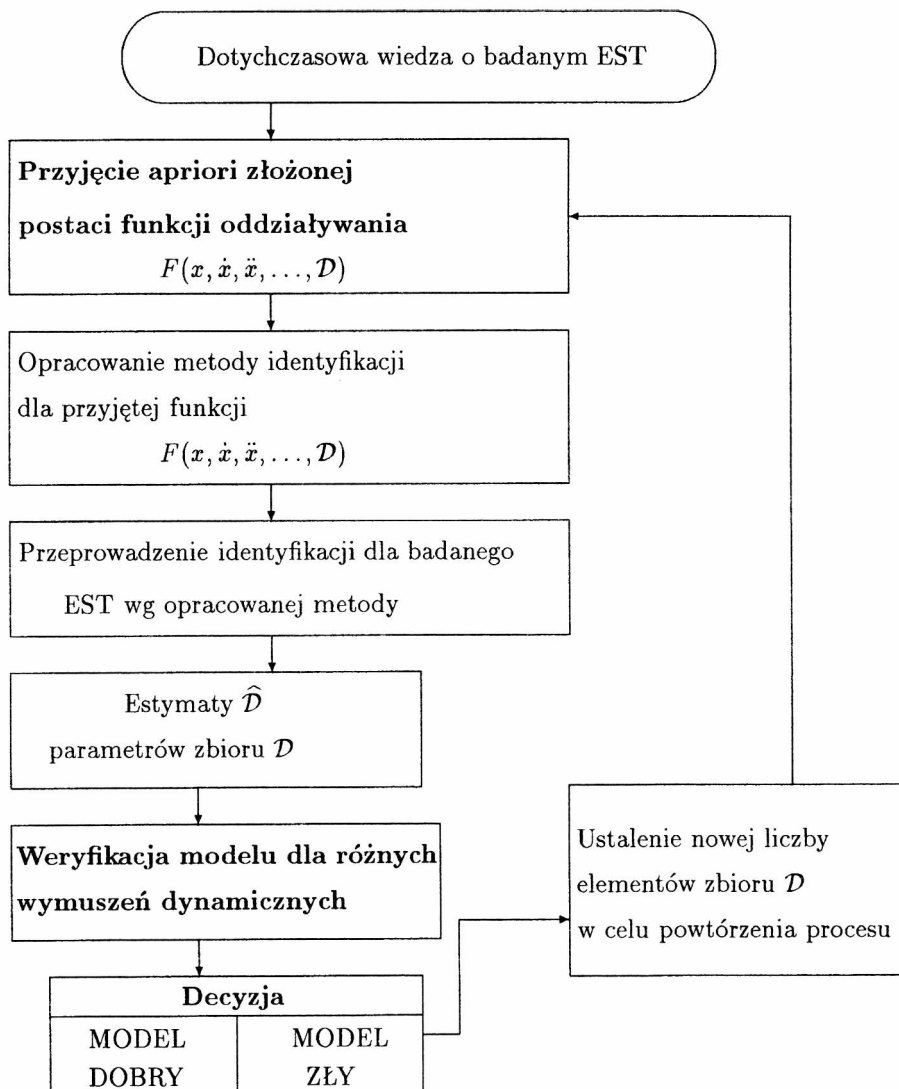 Dotychczasowa wiedza o badanym EST
Przyjęcie apriori złożonej
postaci funkcji oddziaływania
F(x, ẋ, ẍ, . . . , 𝒟)
Opracowanie metody identyfikacji
dla przyjętej funkcji
F(x, ẋ, ẍ, . . . , 𝒟)
Przeprowadzenie identyfikacji dla badanego
EST wg opracowanej metody
Estymaty 𝒟̂
parametrów zbioru 𝒟
Weryfikacja modelu dla różnych
wymuszeń dynamicznych
Ustalenie nowej liczby
elementów zbioru 𝒟
w celu powtórzenia procesu
Decyzja
MODEL
DOBRY
MODEL
ZŁY